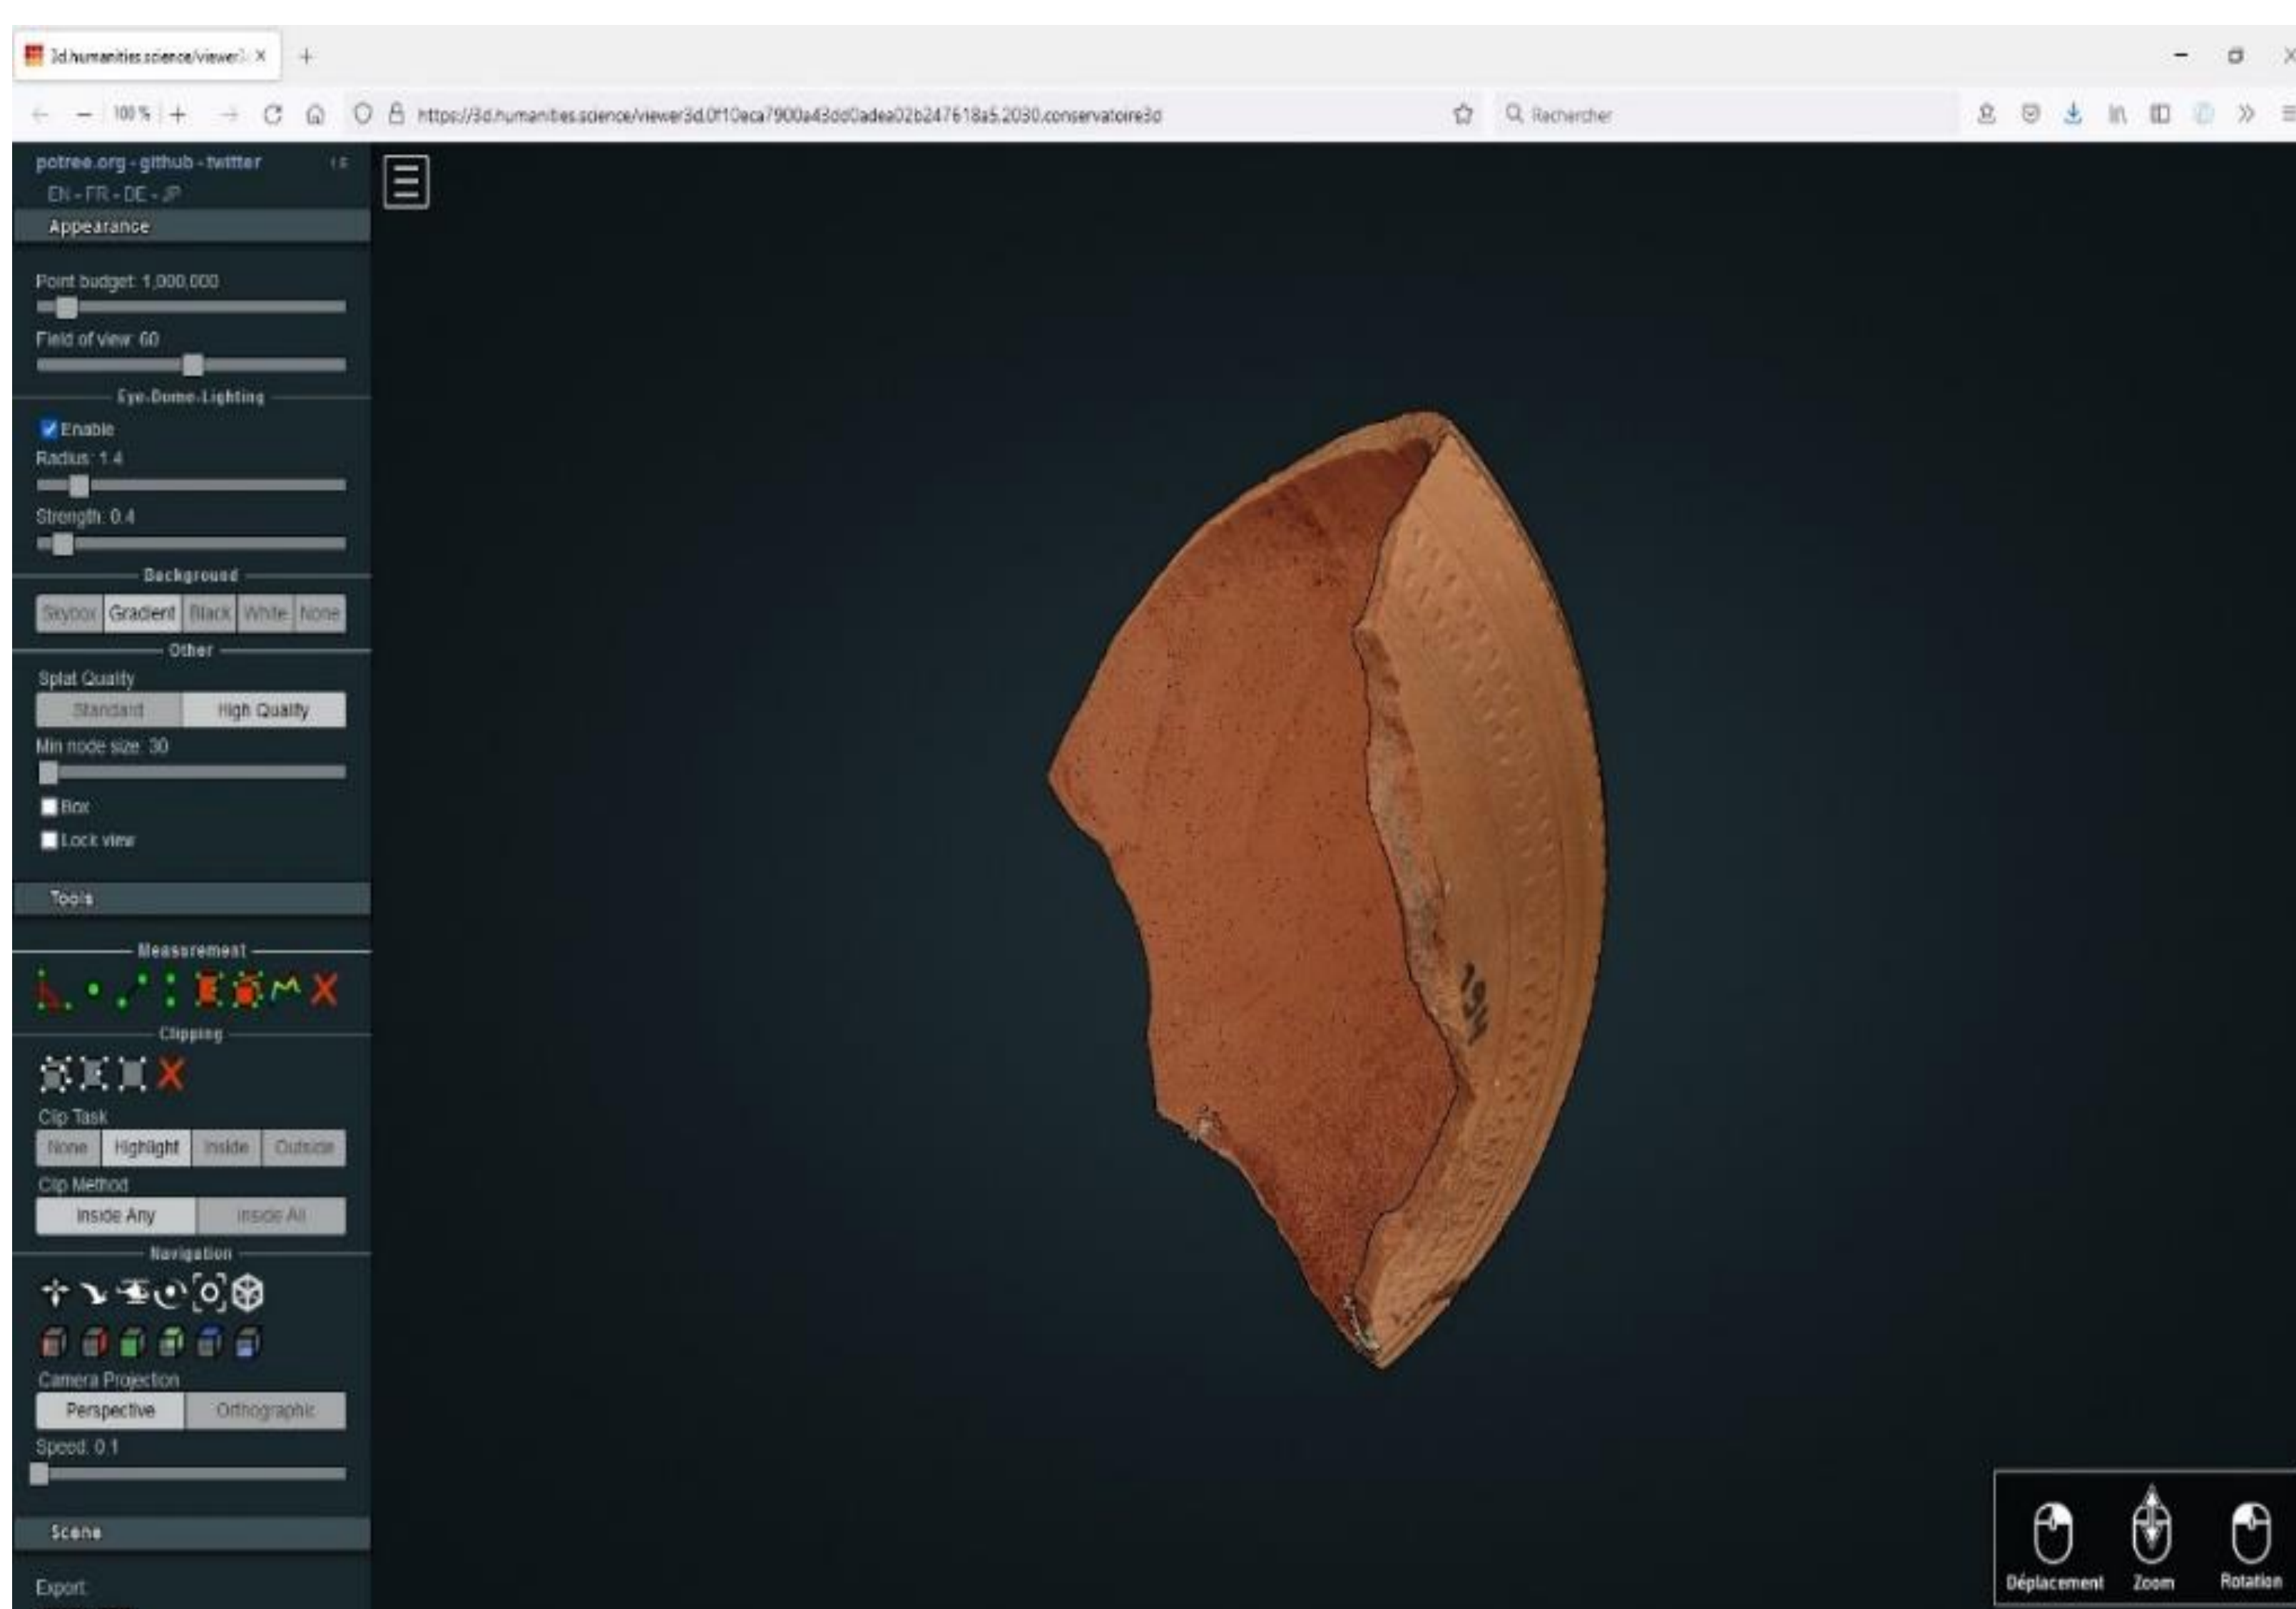 3d.humanities.science/viewer3
100 %
https://3d.humanities.science/viewer3d.0f10eca7900a43dd0adea02b247618a5.2030.conservatoire3d
Rechercher
potree.org - github - twitter
EN - FR - DE - JP
Appearance
Point budget: 1,000,000
Field of view: 60
Eye-Dome-Lighting
Enable
Radius: 1.4
Strength: 0.4
Background
Skybox Gradient Black White None
Other
Splat Quality
Standard High Quality
Min node size: 30
Box
Lock view
Tools
Measurement
Clipping
Clip Task
None Highlight Inside Outside
Clip Method
Inside Any Inside All
Navigation
Camera Projection
Perspective Orthographic
Speed: 0.1
Scene
Export:
Déplacement Zoom Rotation